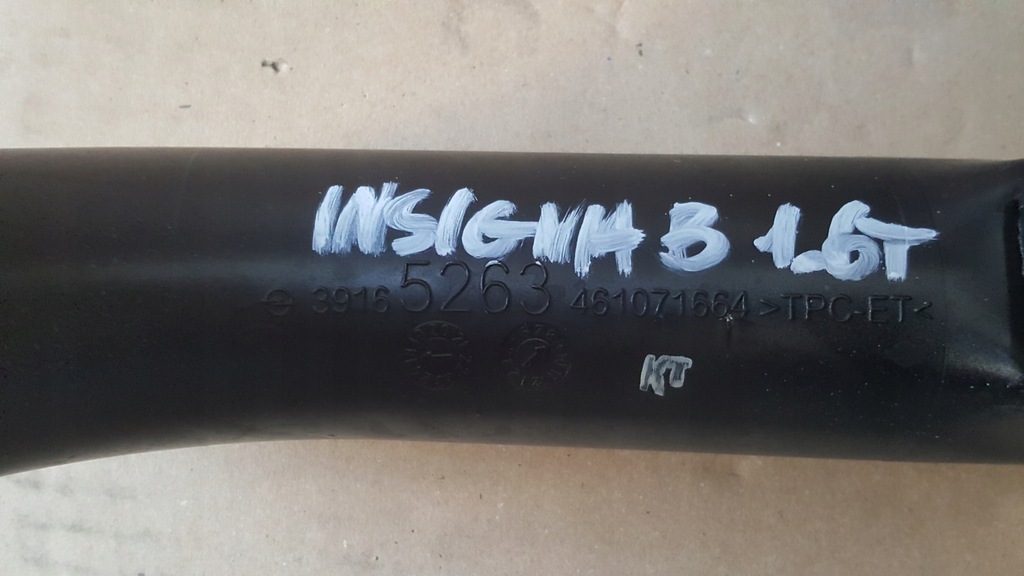 INSIGNIA B 1.6T
39165263 461071664 >TPC-ET<
KT